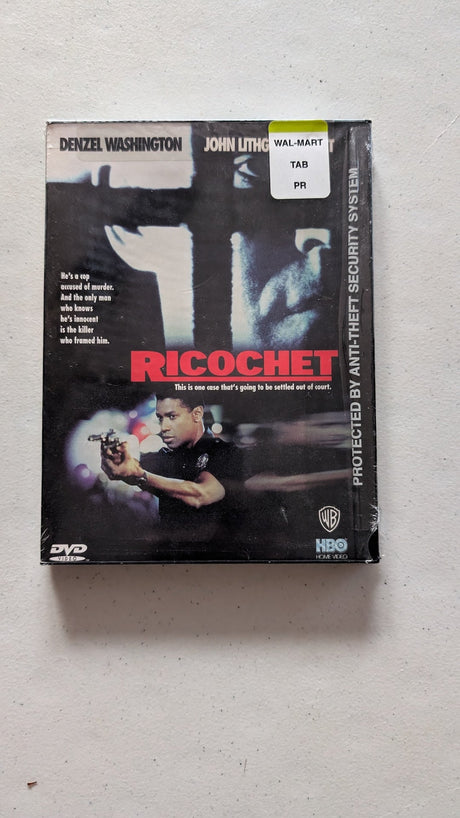 DENZEL WASHINGTON
JOHN LITHG
WAL-MART
TAB
PR
He's a cop
accused of murder.
And the only man
who knows
he's innocent
is the killer
who framed him.
RICOCHET
This is one case that's going to be settled out of court.
PROTECTED BY ANTI-THEFT SECURITY SYSTEM
WB
DVD
VIDEO
HBO
HOME VIDEO